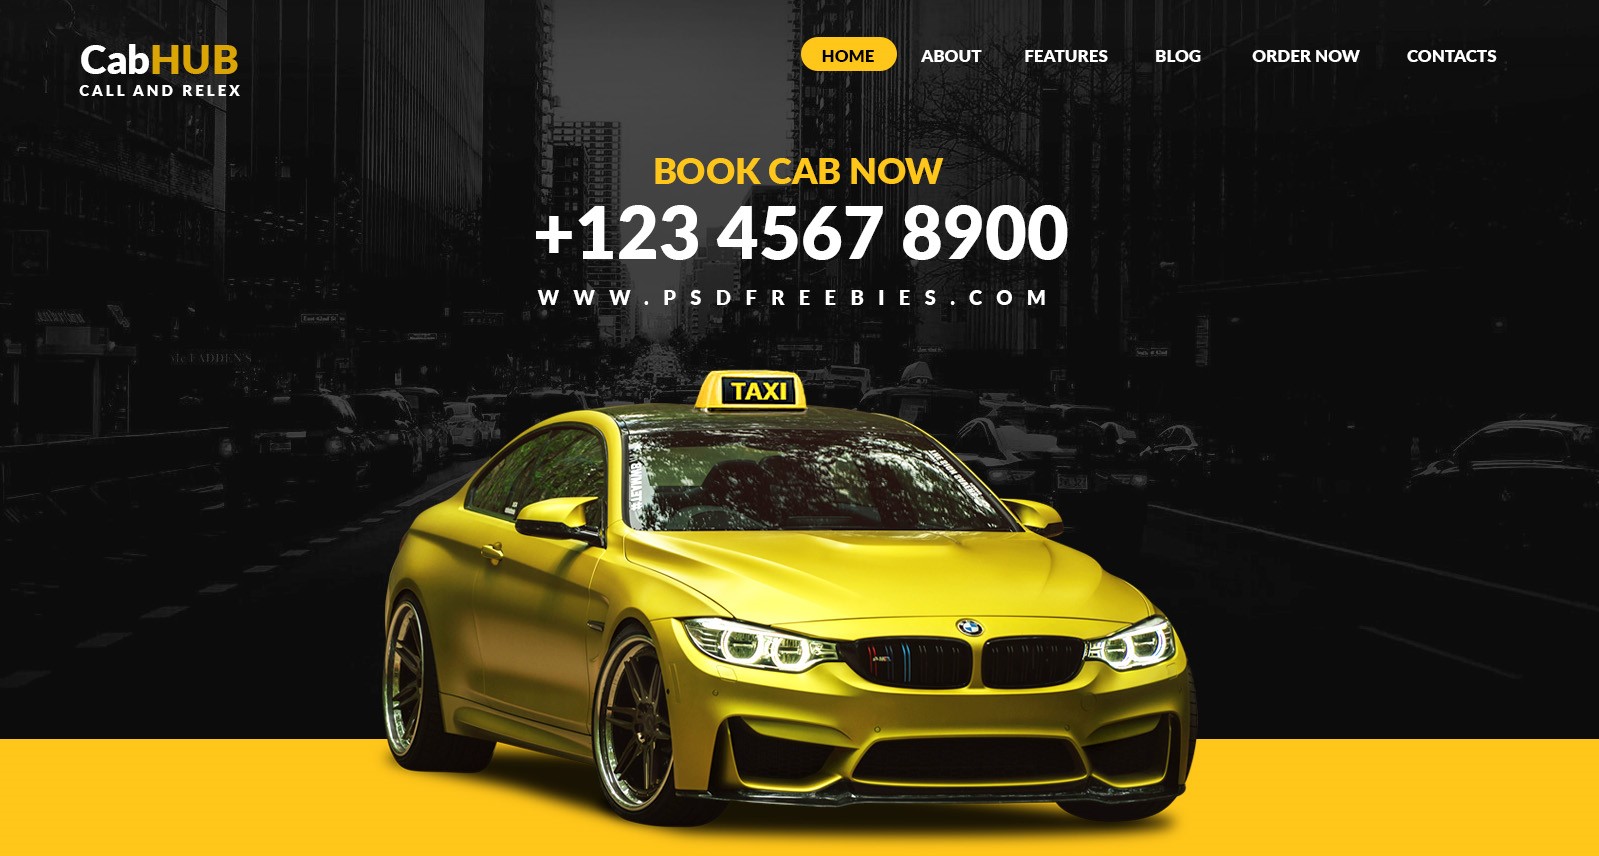 CabHUB
CALL AND RELEX
HOME ABOUT FEATURES BLOG ORDER NOW CONTACTS
BOOK CAB NOW
+123 4567 8900
WWW.PSDFREEBIES.COM
TAXI